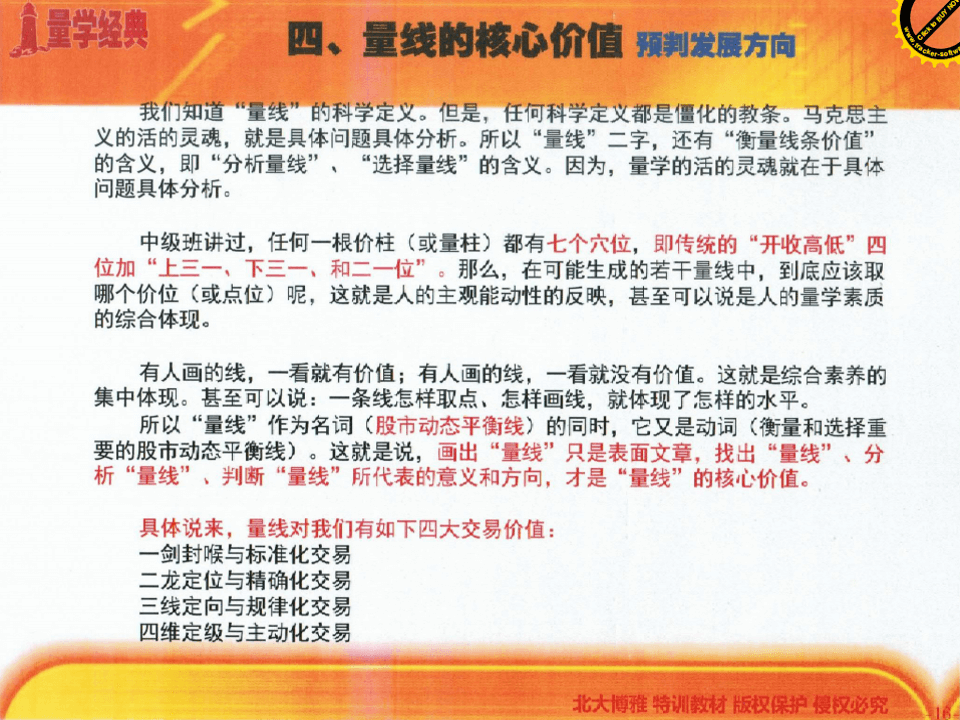 量学经典
四、量线的核心价值 预判发展方向
Click to BUY NOW
www.tracker-softw
我们知道“量线”的科学定义。但是，任何科学定义都是僵化的教条。马克思主
义的活的灵魂，就是具体问题具体分析。所以“量线”二字，还有“衡量线条价值”
的含义，即“分析量线”、“选择量线”的含义。因为，量学的活的灵魂就在于具体
问题具体分析。
中级班讲过，任何一根价柱（或量柱）都有七个穴位，即传统的“开收高低”四
位加“上三一、下三一、和二一位”。那么，在可能生成的若干量线中，到底应该取
哪个价位（或点位）呢，这就是人的主观能动性的反映，甚至可以说是人的量学素质
的综合体现。
有人画的线，一看就有价值；有人画的线，一看就没有价值。这就是综合素养的
集中体现。甚至可以说：一条线怎样取点、怎样画线，就体现了怎样的水平。
所以“量线”作为名词（股市动态平衡线）的同时，它又是动词（衡量和选择重
要的股市动态平衡线）。这就是说，画出“量线”只是表面文章，找出“量线”、分
析“量线”、判断“量线”所代表的意义和方向，才是“量线”的核心价值。
具体说来，量线对我们有如下四大交易价值：
一剑封喉与标准化交易
二龙定位与精确化交易
三线定向与规律化交易
四维定级与主动化交易
北大博雅 特训教材 版权保护 侵权必究
-16-